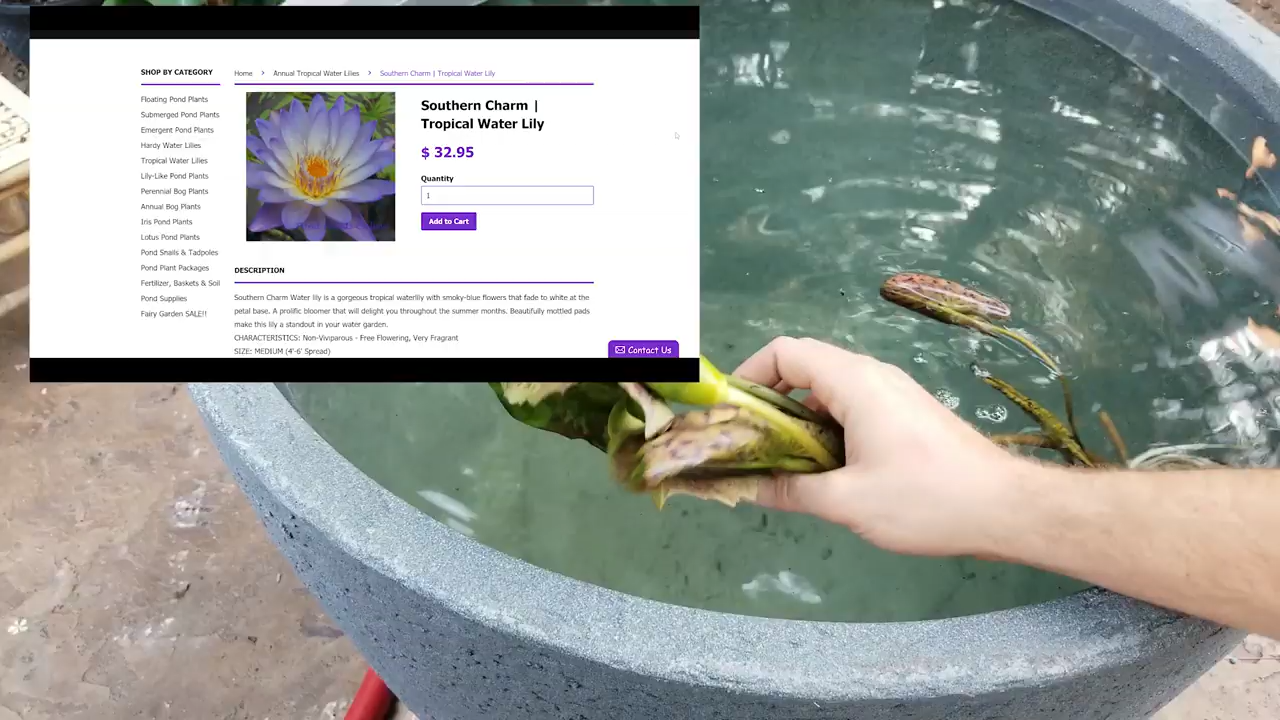 SHOP BY CATEGORY
Floating Pond Plants
Submerged Pond Plants
Emergent Pond Plants
Hardy Water Lilies
Tropical Water Lilies
Lily-Like Pond Plants
Perennial Bog Plants
Annual Bog Plants
Iris Pond Plants
Lotus Pond Plants
Pond Snails & Tadpoles
Pond Plant Packages
Fertilizer, Baskets & Soil
Pond Supplies
Fairy Garden SALE!!
Home > Annual Tropical Water Lilies > Southern Charm | Tropical Water Lily
Southern Charm |
Tropical Water Lily
$ 32.95
Quantity
1
Add to Cart
DESCRIPTION
Southern Charm Water lily is a gorgeous tropical waterlily with smoky-blue flowers that fade to white at the
petal base. A prolific bloomer that will delight you throughout the summer months. Beautifully mottled pads
make this lily a standout in your water garden.
CHARACTERISTICS: Non-Viviparous - Free Flowering, Very Fragrant
SIZE: MEDIUM (4'-6' Spread)
Contact Us